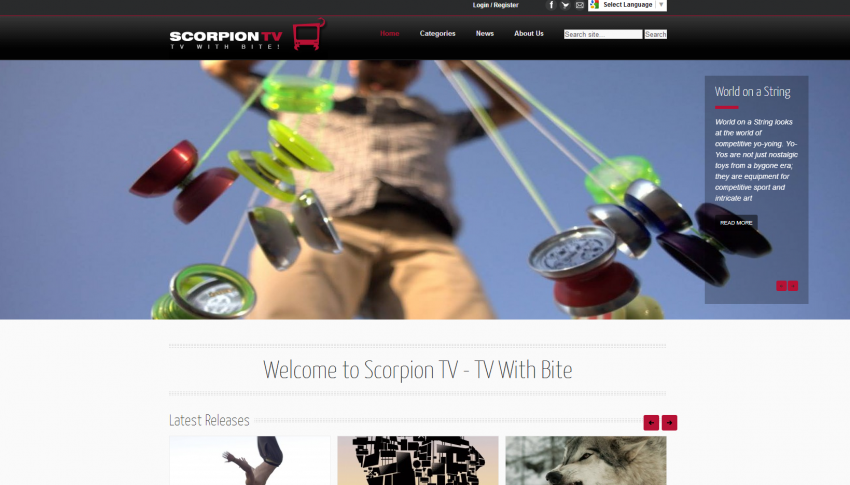 Login / Register
Select Language
SCORPION TV
TV WITH BITE!
Home
Categories
News
About Us
Search site...
Search
World on a String
World on a String looks
at the world of
competitive yo-yoing. Yo-
Yos are not just nostalgic
toys from a bygone era;
they are equipment for
competitive sport and
intricate art
READ MORE
Welcome to Scorpion TV - TV With Bite
Latest Releases